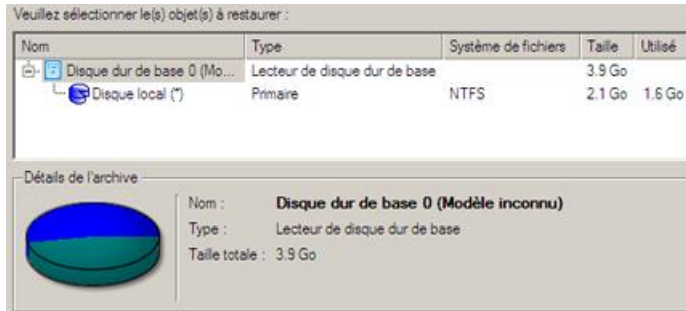 Veuillez sélectionner le(s) objet(s) à restaurer :
Nom Type Système de fichiers Taille Utilisé
Disque dur de base 0 (Mo... Lecteur de disque dur de base 3.9 Go
Disque local (*) Primaire NTFS 2.1 Go 1.6 Go
Détails de l'archive
Nom : Disque dur de base 0 (Modèle inconnu)
Type : Lecteur de disque dur de base
Taille totale : 3.9 Go